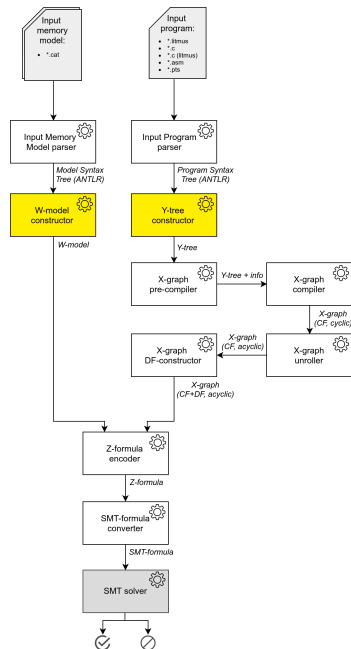 Input
memory
model:
• *.cat
Input
program:
• *.litmus
• *.c
• *.c (litmus)
• *.asm
• *.pts
Input Memory
Model parser
Input Program
parser
Model Syntax
Tree (ANTLR)
Program Syntax
Tree (ANTLR)
W-model
constructor
Y-tree
constructor
W-model
Y-tree
X-graph
pre-compiler
Y-tree + info
X-graph
compiler
X-graph
(CF, cyclic)
X-graph
DF-constructor
X-graph
(CF, acyclic)
X-graph
unroller
X-graph
(CF+DF, acyclic)
Z-formula
encoder
Z-formula
SMT-formula
converter
SMT-formula
SMT solver